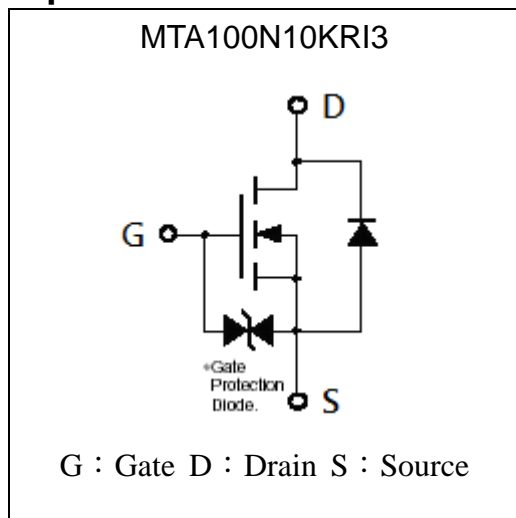 MTA100N10KRI3
D
G
*Gate
Protection
Diode.
S
G：Gate D：Drain S：Source